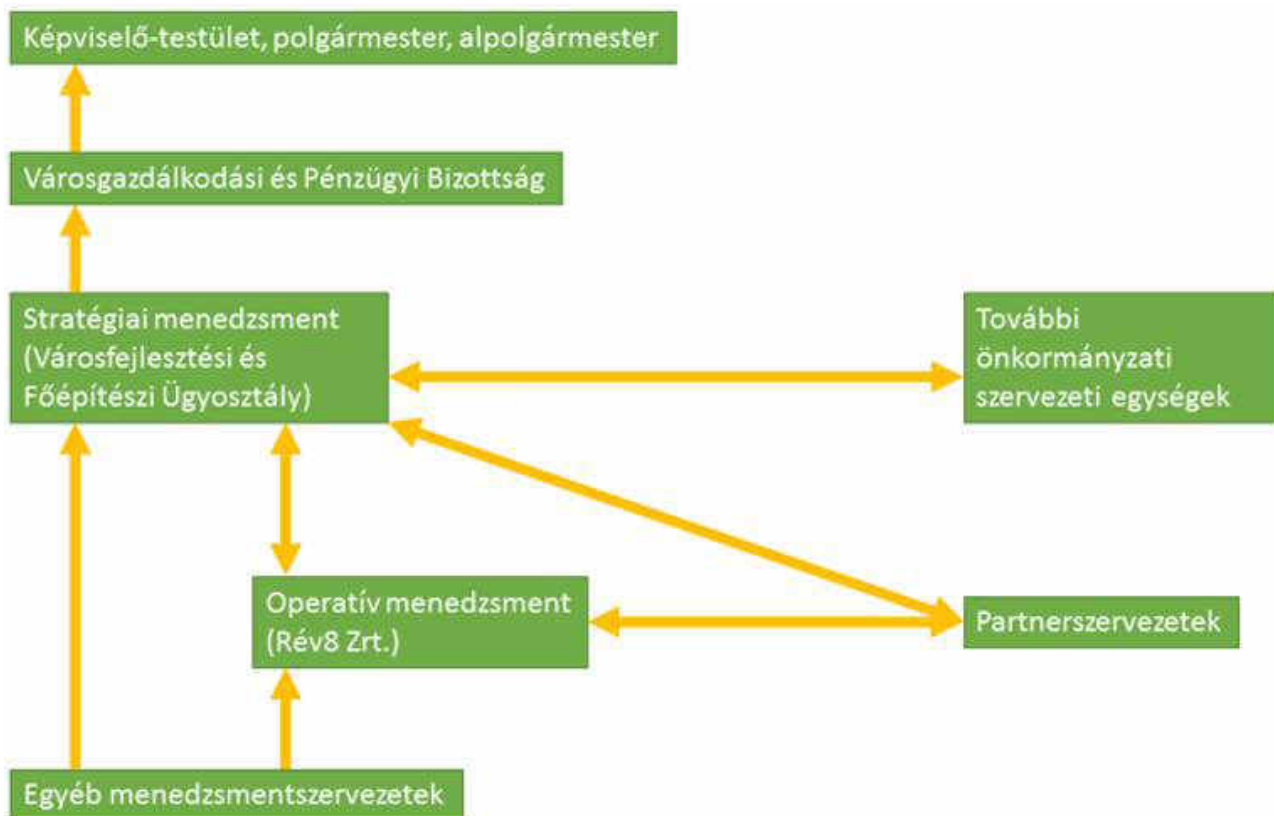 Képviselő-testület, polgármester, alpolgármester
Városgazdálkodási és Pénzügyi Bizottság
Stratégiai menedzsment
(Városfejlesztési és
Főépítészi Ügyosztály)
További
önkormányzati
szervezeti egységek
Operatív menedzsment
(Rév8 Zrt.)
Partnerszervezetek
Egyéb menedzsmentszervezetek